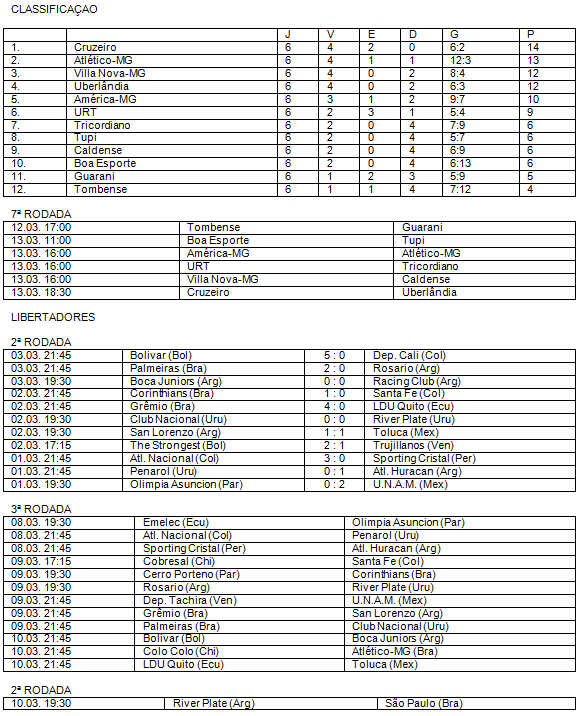 CLASSIFICAÇAO
J V E D G P
1. Cruzeiro 6 4 2 0 6:2 14
2. Atlético-MG 6 4 1 1 12:3 13
3. Villa Nova-MG 6 4 0 2 8:4 12
4. Uberlândia 6 4 0 2 6:3 12
5. América-MG 6 3 1 2 9:7 10
6. URT 6 2 3 1 5:4 9
7. Tricordiano 6 2 0 4 7:9 6
8. Tupi 6 2 0 4 5:7 6
9. Caldense 6 2 0 4 6:9 6
10. Boa Esporte 6 2 0 4 6:13 6
11. Guarani 6 1 2 3 5:9 5
12. Tombense 6 1 1 4 7:12 4
7ª RODADA
12.03. 17:00 Tombense Guarani
13.03. 11:00 Boa Esporte Tupi
13.03. 16:00 América-MG Atlético-MG
13.03. 16:00 URT Tricordiano
13.03. 16:00 Villa Nova-MG Caldense
13.03. 18:30 Cruzeiro Uberlândia
LIBERTADORES
2ª RODADA
03.03. 21:45 Bolivar (Bol) 5 : 0 Dep. Cali (Col)
03.03. 21:45 Palmeiras (Bra) 2 : 0 Rosario (Arg)
03.03. 19:30 Boca Juniors (Arg) 0 : 0 Racing Club (Arg)
02.03. 21:45 Corinthians (Bra) 1 : 0 Santa Fe (Col)
02.03. 21:45 Grêmio (Bra) 4 : 0 LDU Quito (Ecu)
02.03. 19:30 Club Nacional (Uru) 0 : 0 River Plate (Uru)
02.03. 19:30 San Lorenzo (Arg) 1 : 1 Toluca (Mex)
02.03. 17:15 The Strongest (Bol) 2 : 1 Trujillanos (Ven)
01.03. 21:45 Atl. Nacional (Col) 3 : 0 Sporting Cristal (Per)
01.03. 21:45 Penarol (Uru) 0 : 1 Atl. Huracan (Arg)
01.03. 19:30 Olimpia Asuncion (Par) 0 : 2 U.N.A.M. (Mex)
3ª RODADA
08.03. 19:30 Emelec (Ecu) Olimpia Asuncion (Par)
08.03. 21:45 Atl. Nacional (Col) Penarol (Uru)
08.03. 21:45 Sporting Cristal (Per) Atl. Huracan (Arg)
09.03. 17:15 Cobresal (Chi) Santa Fe (Col)
09.03. 19:30 Cerro Porteno (Par) Corinthians (Bra)
09.03. 19:30 Rosario (Arg) River Plate (Uru)
09.03. 21:45 Dep. Tachira (Ven) U.N.A.M. (Mex)
09.03. 21:45 Grêmio (Bra) San Lorenzo (Arg)
09.03. 21:45 Palmeiras (Bra) Club Nacional (Uru)
10.03. 21:45 Bolivar (Bol) Boca Juniors (Arg)
10.03. 21:45 Colo Colo (Chi) Atlético-MG (Bra)
10.03. 21:45 LDU Quito (Ecu) Toluca (Mex)
2ª RODADA
10.03. 19:30 River Plate (Arg) São Paulo (Bra)